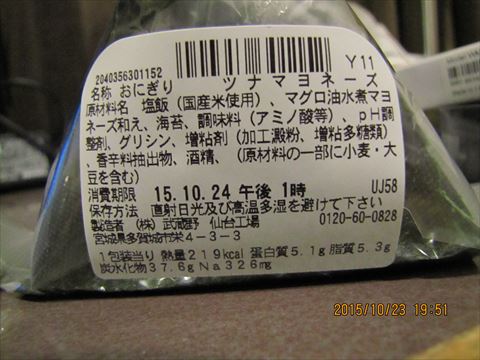 Y11
2040356301152
名称 おにぎり ツナマヨネーズ
原材料名 塩飯（国産米使用）、マグロ油水煮マヨ
ネーズ和え、海苔、調味料（アミノ酸等）、pH調
整剤、グリシン、増粘剤（加工澱粉、増粘多糖類）
、香辛料抽出物、酒精、（原材料の一部に小麦・大
豆を含む）
消費期限 15.10.24 午後 1時 UJ58
保存方法 直射日光及び高温多湿を避けて下さい
製造者 （株）武蔵野 仙台工場 0120-60-0828
宮城県多賀城市栄4-3-3
1包装当り 熱量219kcal 蛋白質5.1g 脂質5.3g
炭水化物37.6g Na326mg
2015/10/23 19:51